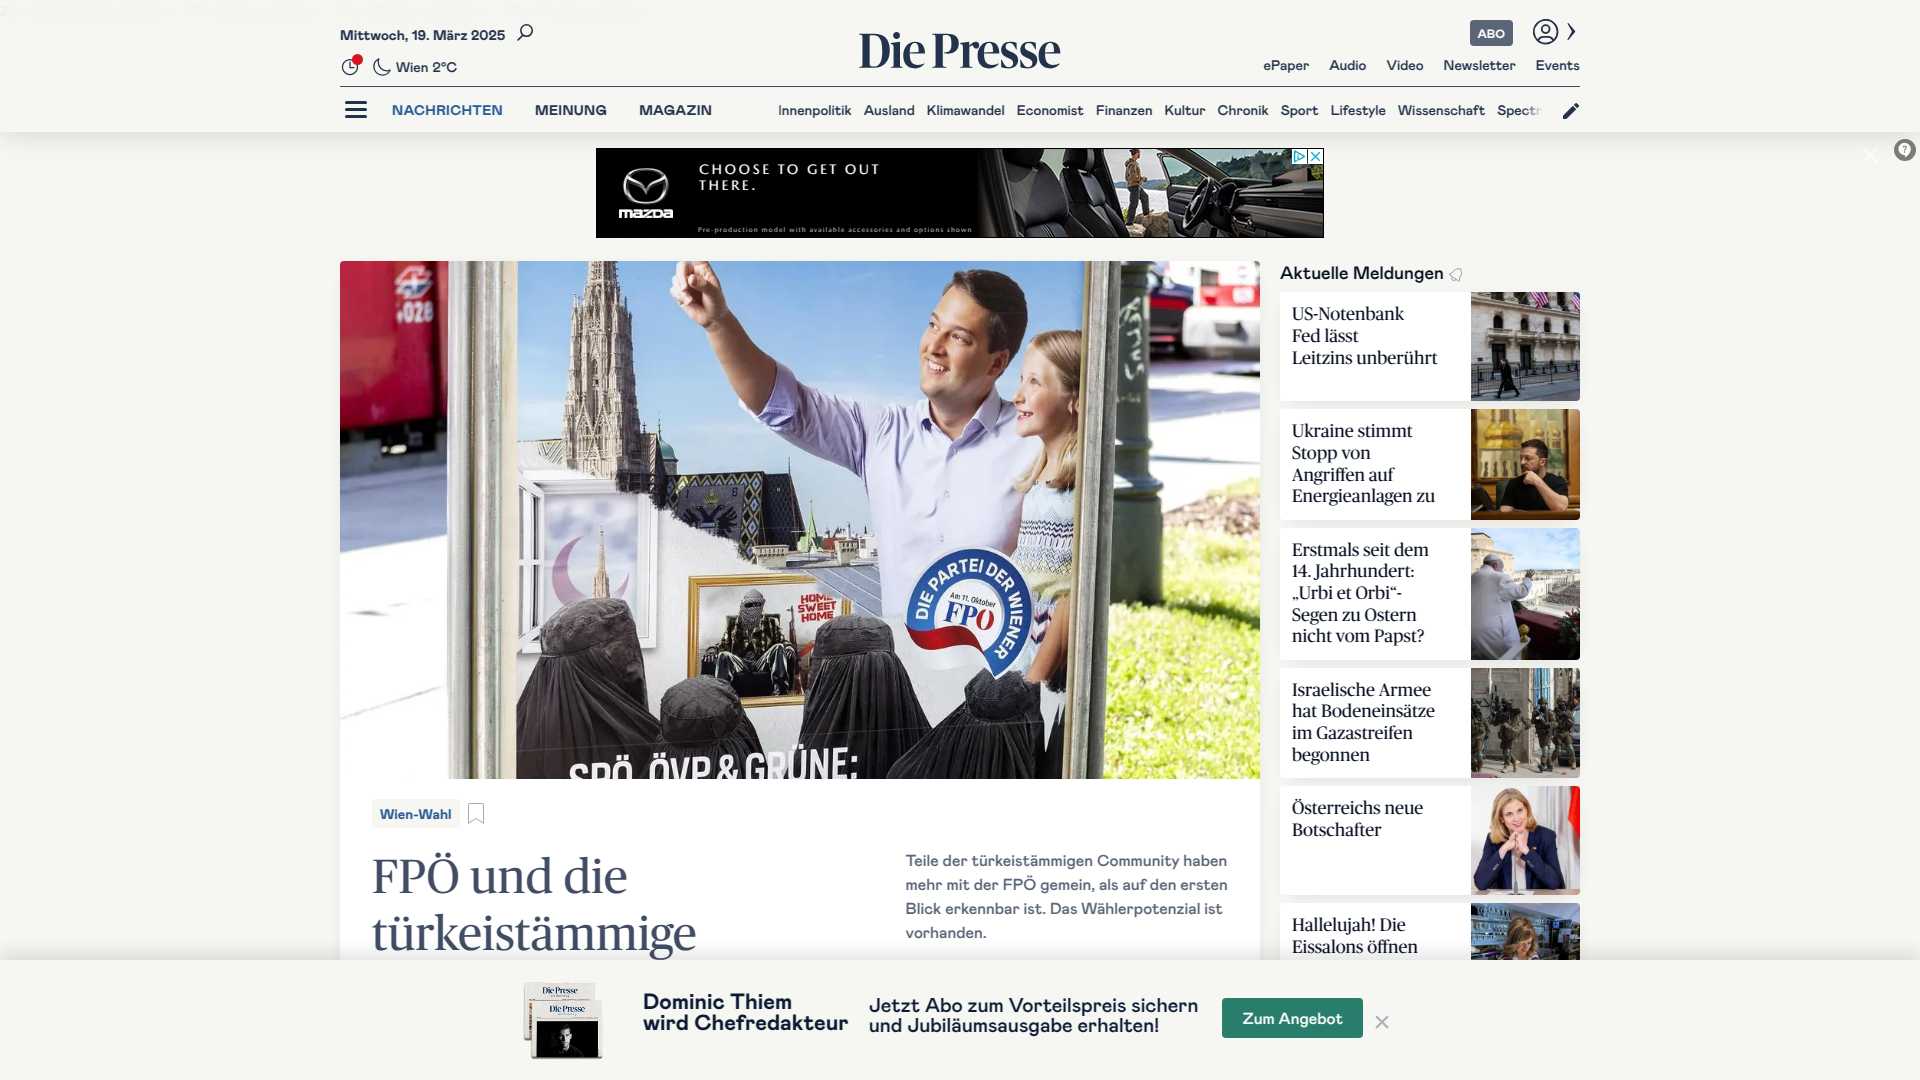 Mittwoch, 19. März 2025
Wien 2°C
Die Presse
ABO
ePaper Audio Video Newsletter Events
NACHRICHTEN MEINUNG MAGAZIN
Innenpolitik Ausland Klimawandel Economist Finanzen Kultur Chronik Sport Lifestyle Wissenschaft
mazda
CHOOSE TO GET OUT
THERE.
Pre-production model with available accessories and options shown
028
HOME
SWEET
HOME
DIE PARTEI DER WIENER
Am 11. Oktober
FPÖ
SPÖ, ÖVP & GRÜNE:
Wien-Wahl
FPÖ und die
türkeistämmige
Teile der türkeistämmigen Community haben
mehr mit der FPÖ gemein, als auf den ersten
Blick erkennbar ist. Das Wählerpotenzial ist
vorhanden.
Aktuelle Meldungen
US-Notenbank
Fed lässt
Leitzins unberührt
Ukraine stimmt
Stopp von
Angriffen auf
Energieanlagen zu
Erstmals seit dem
14. Jahrhundert:
„Urbi et Orbi“-
Segen zu Ostern
nicht vom Papst?
Israelische Armee
hat Bodeneinsätze
im Gazastreifen
begonnen
Österreichs neue
Botschafter
Hallelujah! Die
Eissalons öffnen
Die Presse
Die Presse
Dominic Thiem
wird Chefredakteur
Jetzt Abo zum Vorteilspreis sichern
und Jubiläumsausgabe erhalten!
Zum Angebot